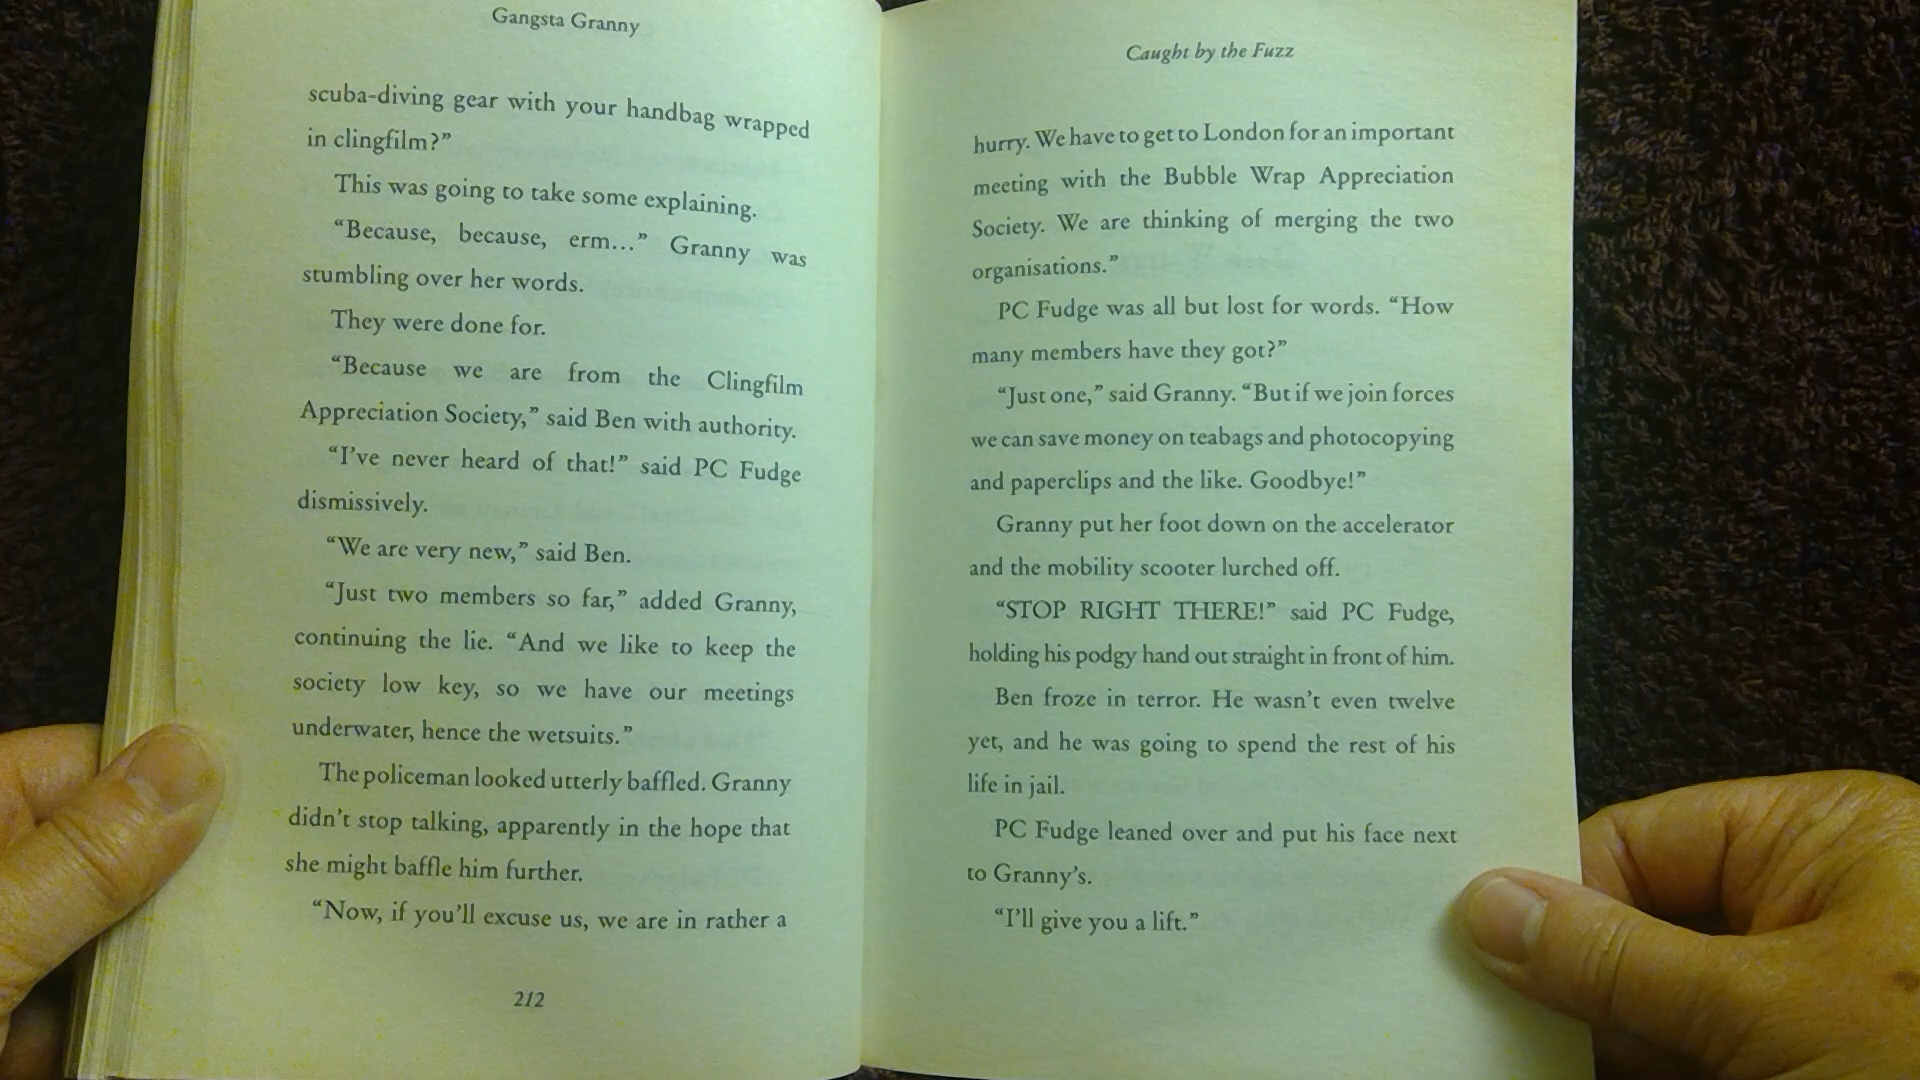 Gangsta Granny
scuba-diving gear with your handbag wrapped
in clingfilm?”
This was going to take some explaining.
“Because, because, erm…” Granny was
stumbling over her words.
They were done for.
“Because we are from the Clingfilm
Appreciation Society,” said Ben with authority.
“I’ve never heard of that!” said PC Fudge
dismissively.
“We are very new,” said Ben.
“Just two members so far,” added Granny,
continuing the lie. “And we like to keep the
society low key, so we have our meetings
underwater, hence the wetsuits.”
The policeman looked utterly baffled. Granny
didn’t stop talking, apparently in the hope that
she might baffle him further.
“Now, if you’ll excuse us, we are in rather a
212
Caught by the Fuzz
hurry. We have to get to London for an important
meeting with the Bubble Wrap Appreciation
Society. We are thinking of merging the two
organisations.”
PC Fudge was all but lost for words. “How
many members have they got?”
“Just one,” said Granny. “But if we join forces
we can save money on teabags and photocopying
and paperclips and the like. Goodbye!”
Granny put her foot down on the accelerator
and the mobility scooter lurched off.
“STOP RIGHT THERE!” said PC Fudge,
holding his podgy hand out straight in front of him.
Ben froze in terror. He wasn’t even twelve
yet, and he was going to spend the rest of his
life in jail.
PC Fudge leaned over and put his face next
to Granny’s.
“I’ll give you a lift.”